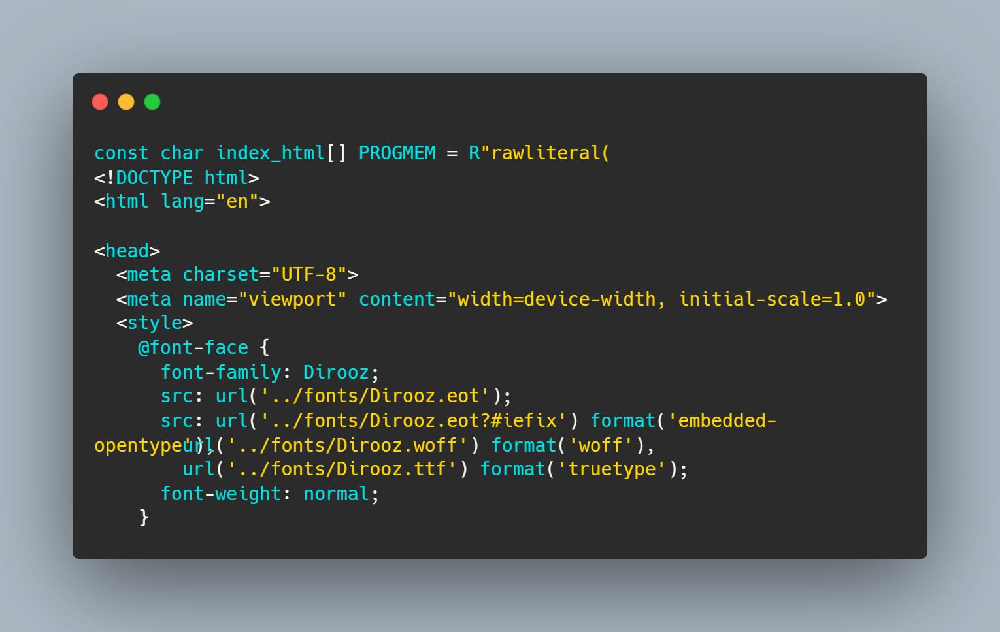 const char index_html[] PROGMEM = R"rawliteral(
<!DOCTYPE html>
<html lang="en">
<head>
<meta charset="UTF-8">
<meta name="viewport" content="width=device-width, initial-scale=1.0">
<style>
@font-face {
font-family: Dirooz;
src: url('../fonts/Dirooz.eot');
src: url('../fonts/Dirooz.eot?#iefix') format('embedded-
opentype'),
url('../fonts/Dirooz.woff') format('woff'),
url('../fonts/Dirooz.ttf') format('truetype');
font-weight: normal;
}